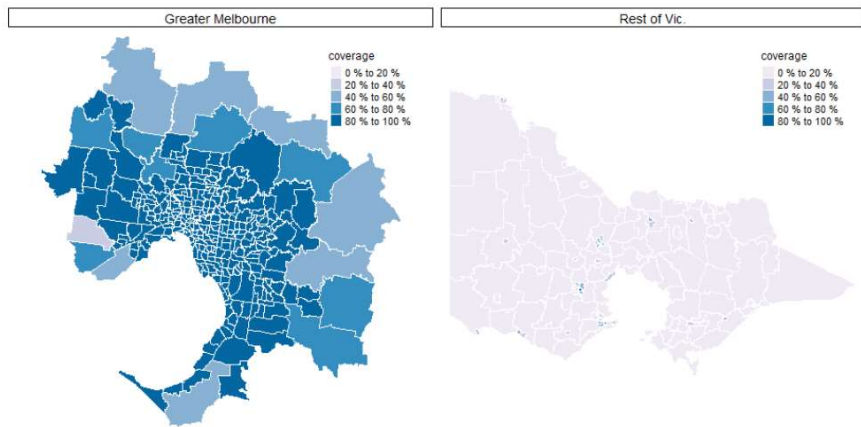 Greater Melbourne
Rest of Vic.
coverage
0 % to 20 %
20 % to 40 %
40 % to 60 %
60 % to 80 %
80 % to 100 %
coverage
0 % to 20 %
20 % to 40 %
40 % to 60 %
60 % to 80 %
80 % to 100 %